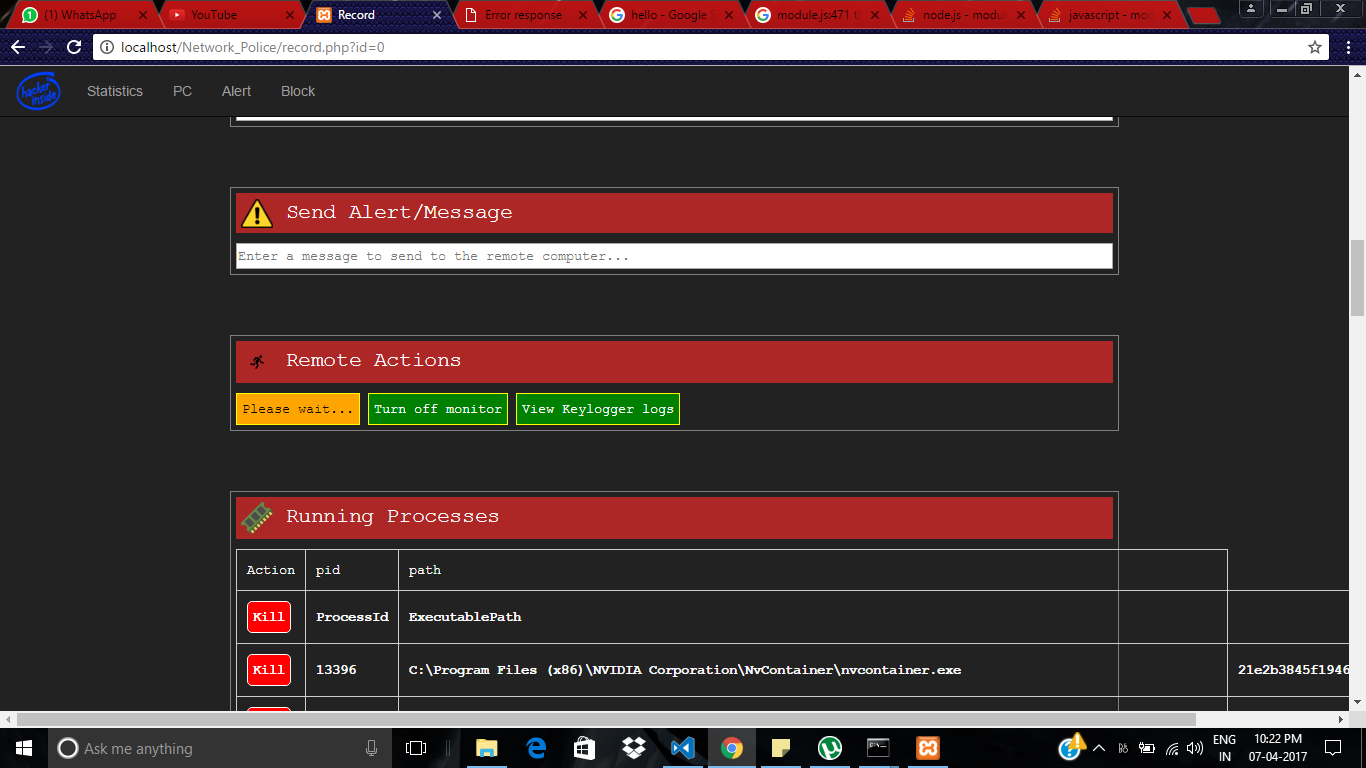 (1) WhatsApp
YouTube
Record
Error response
hello - Google S
module.js:471 t
node.js - modul
javascript - mod
localhost/Network_Police/record.php?id=0
hacker inside
Statistics
PC
Alert
Block
Send Alert/Message
Enter a message to send to the remote computer...
Remote Actions
Please wait...
Turn off monitor
View Keylogger logs
Running Processes
Action pid path
Kill ProcessId ExecutablePath
Kill 13396 C:\Program Files (x86)\NVIDIA Corporation\NvContainer\nvcontainer.exe 21e2b3845f1946
Ask me anything
ENG
IN
10:22 PM
07-04-2017